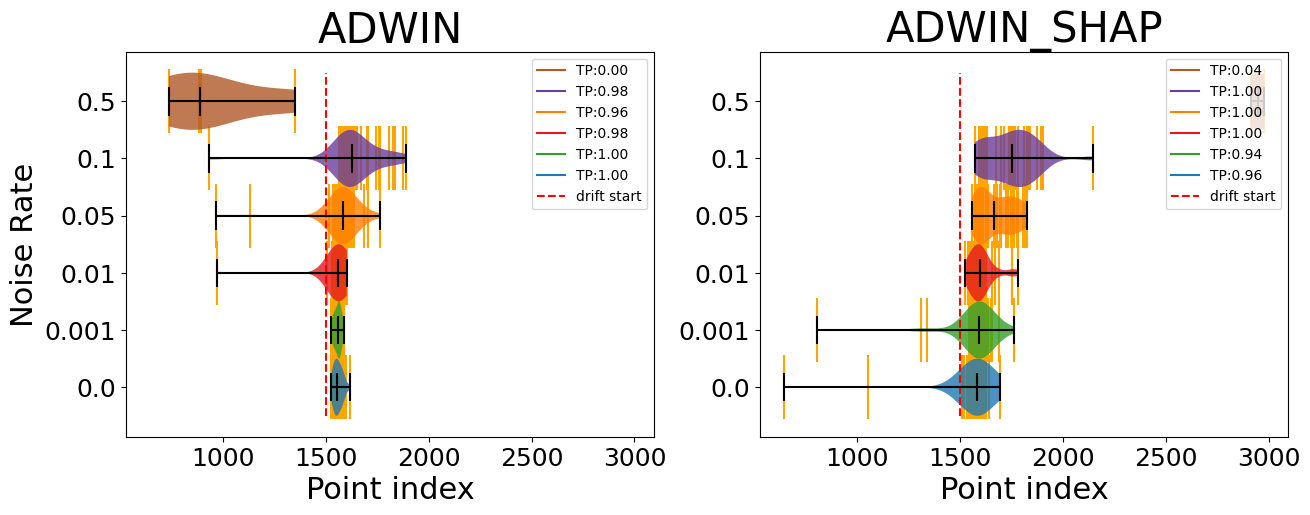 ADWIN
Noise Rate
0.5
0.1
0.05
0.01
0.001
0.0
TP:0.00
TP:0.98
TP:0.96
TP:0.98
TP:1.00
TP:1.00
drift start
1000 1500 2000 2500 3000
Point index
ADWIN_SHAP
0.5
0.1
0.05
0.01
0.001
0.0
TP:0.04
TP:1.00
TP:1.00
TP:1.00
TP:0.94
TP:0.96
drift start
1000 1500 2000 2500 3000
Point index